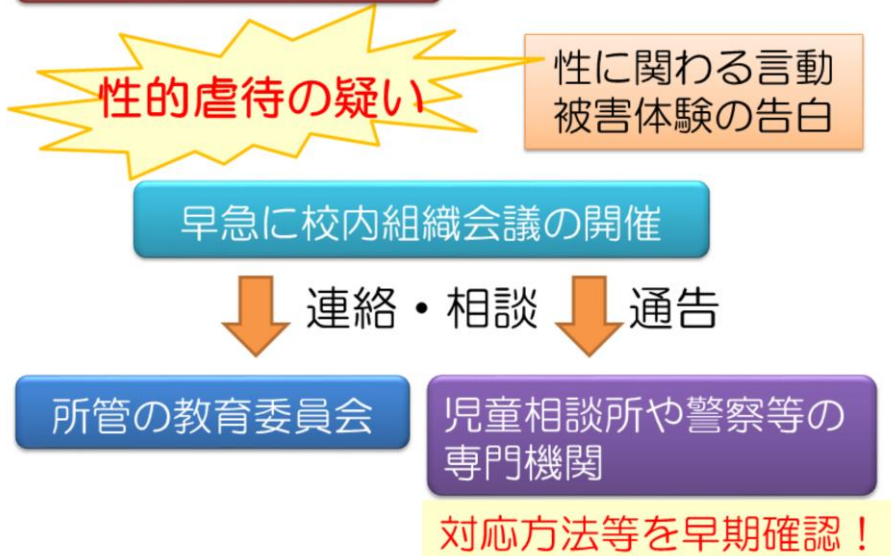 性的虐待の疑い
性に関わる言動
被害体験の告白
早急に校内組織会議の開催
連絡・相談
通告
所管の教育委員会
児童相談所や警察等の
専門機関
対応方法等を早期確認！